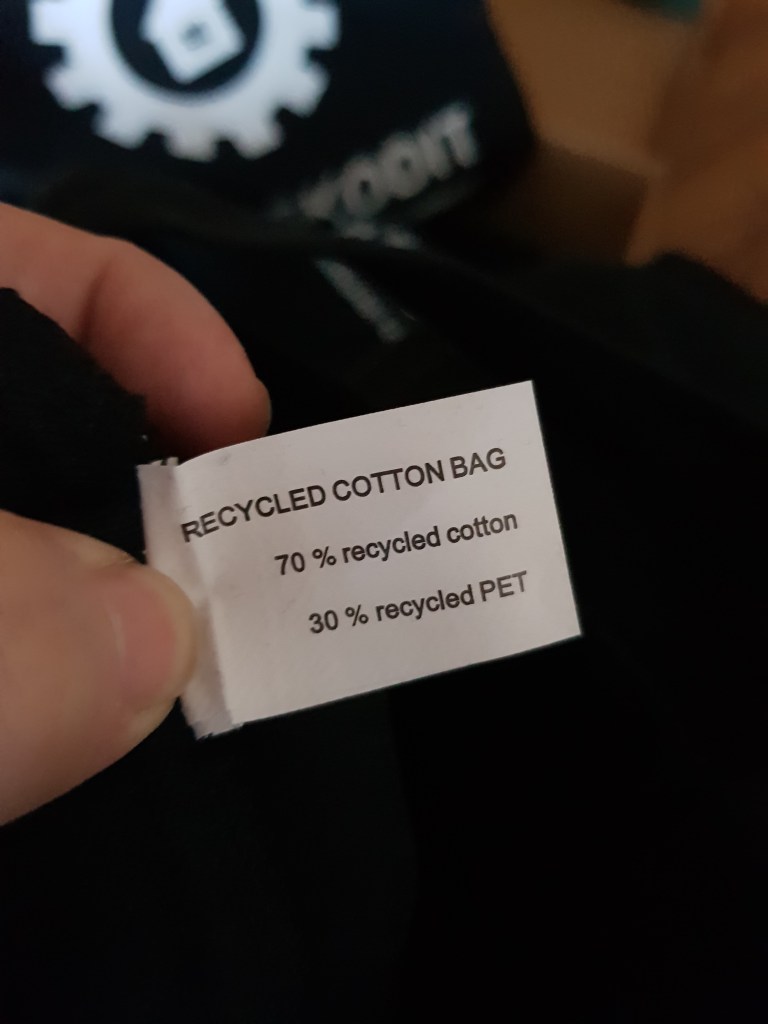 RECYCLED COTTON BAG
70 % recycled cotton
30 % recycled PET